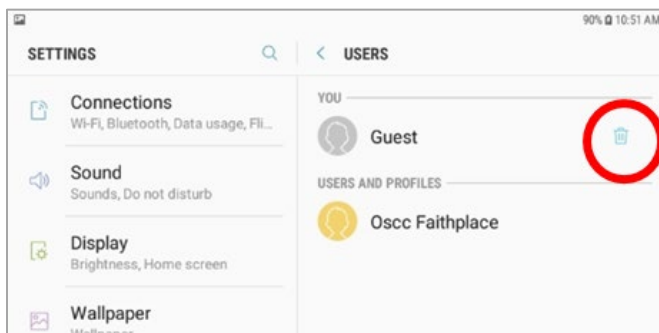 90% 10:51 AM
SETTINGS
USERS
Connections
Wi-Fi, Bluetooth, Data usage, Fli...
Sound
Sounds, Do not disturb
Display
Brightness, Home screen
Wallpaper
Wallpaper
YOU
Guest
USERS AND PROFILES
Oscc Faithplace